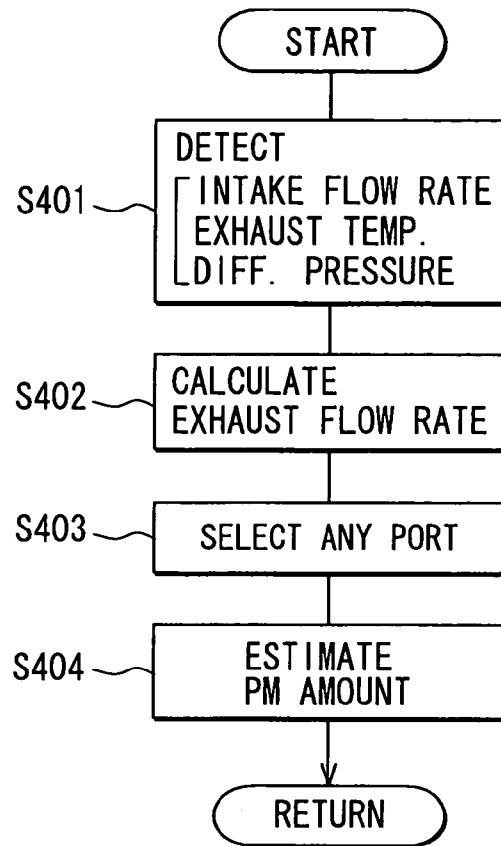 START
S401
DETECT
INTAKE FLOW RATE
EXHAUST TEMP.
DIFF. PRESSURE
S402
CALCULATE
EXHAUST FLOW RATE
S403
SELECT ANY PORT
S404
ESTIMATE
PM AMOUNT
RETURN